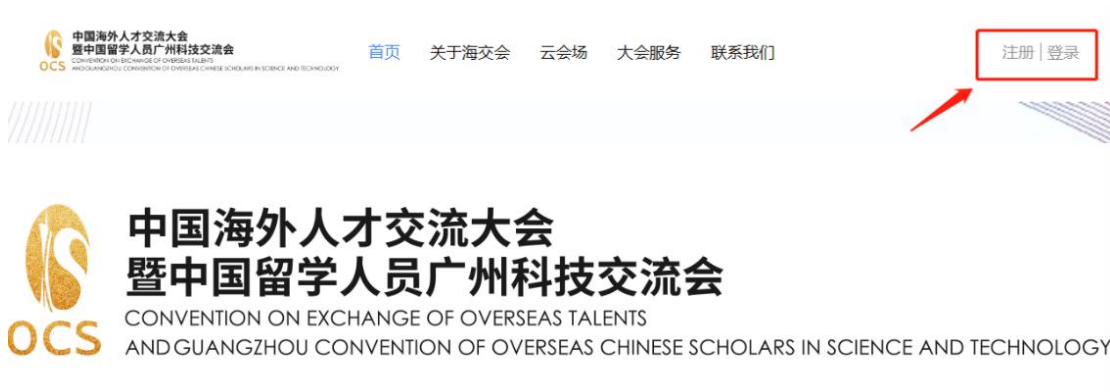 中国海外人才交流大会
暨中国留学人员广州科技交流会
CONVENTION ON EXCHANGE OF OVERSEAS TALENTS
AND GUANGZHOU CONVENTION OF OVERSEAS CHINESE SCHOLARS IN SCIENCE AND TECHNOLOGY
OCS
首页 关于海交会 云会场 大会服务 联系我们
注册 | 登录
中国海外人才交流大会
暨中国留学人员广州科技交流会
CONVENTION ON EXCHANGE OF OVERSEAS TALENTS
AND GUANGZHOU CONVENTION OF OVERSEAS CHINESE SCHOLARS IN SCIENCE AND TECHNOLOGY
OCS